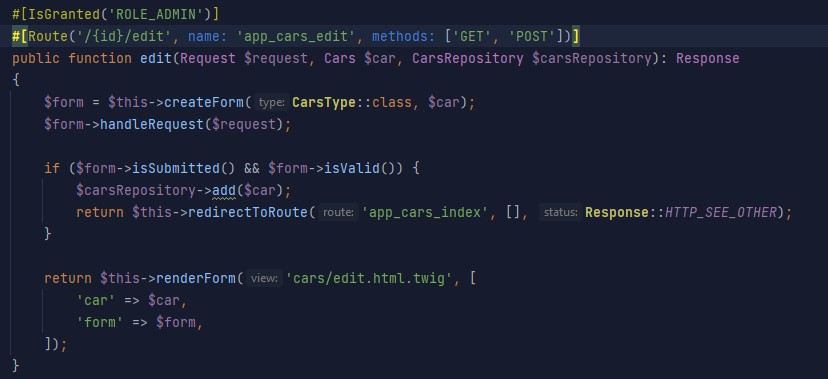 #[IsGranted('ROLE_ADMIN')]
#[Route('/{id}/edit', name: 'app_cars_edit', methods: ['GET', 'POST'])]
public function edit(Request $request, Cars $car, CarsRepository $carsRepository): Response
{
    $form = $this->createForm( type: CarsType::class, $car);
    $form->handleRequest($request);

    if ($form->isSubmitted() && $form->isValid()) {
        $carsRepository->add($car);
        return $this->redirectToRoute( route: 'app_cars_index', [], status: Response::HTTP_SEE_OTHER);
    }

    return $this->renderForm( view: 'cars/edit.html.twig', [
        'car' => $car,
        'form' => $form,
    ]);
}